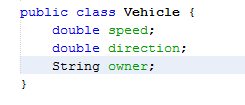 public class Vehicle {
    double speed;
    double direction;
    String owner;
}